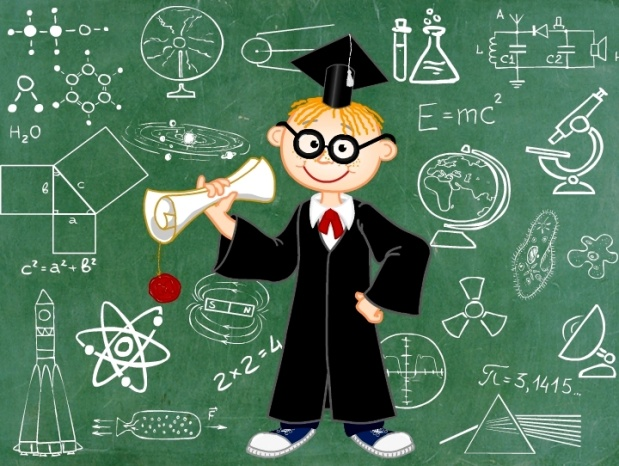 A
L C1 C2
E=mc²
H₂O
в c
a
c²=a²+в²
S N
2×2=4
F
π=3,1415...